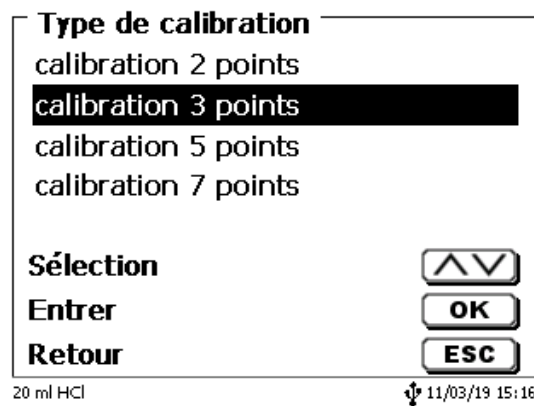 Type de calibration
calibration 2 points
calibration 3 points
calibration 5 points
calibration 7 points
Sélection
Entrer OK
Retour ESC
20 ml HCl 11/03/19 15:16